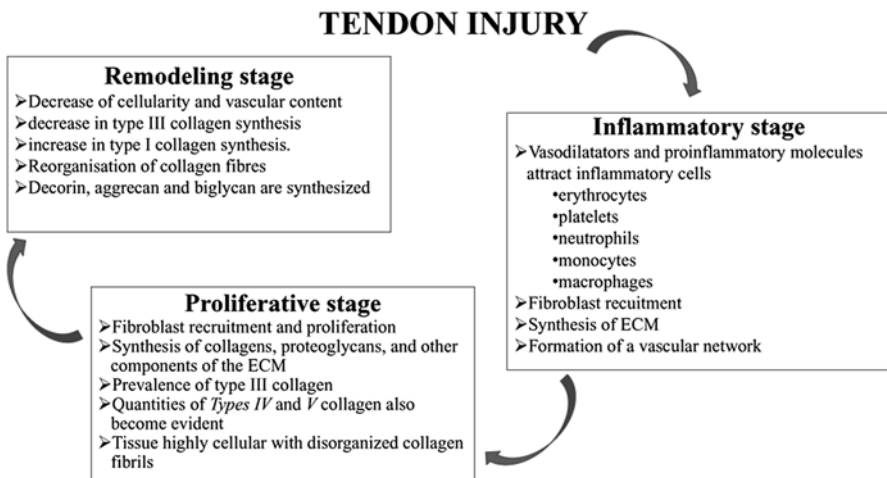 TENDON INJURY
Remodeling stage
➢Decrease of cellularity and vascular content
➢decrease in type III collagen synthesis
➢increase in type I collagen synthesis.
➢Reorganisation of collagen fibres
➢Decorin, aggrecan and biglycan are synthesized
Inflammatory stage
➢Vasodilatators and proinflammatory molecules
attract inflammatory cells
•erythrocytes
•platelets
•neutrophils
•monocytes
•macrophages
➢Fibroblast recuitment
➢Synthesis of ECM
➢Formation of a vascular network
Proliferative stage
➢Fibroblast recruitment and proliferation
➢Synthesis of collagens, proteoglycans, and other
components of the ECM
➢Prevalence of type III collagen
➢Quantities of Types IV and V collagen also
become evident
➢Tissue highly cellular with disorganized collagen
fibrils